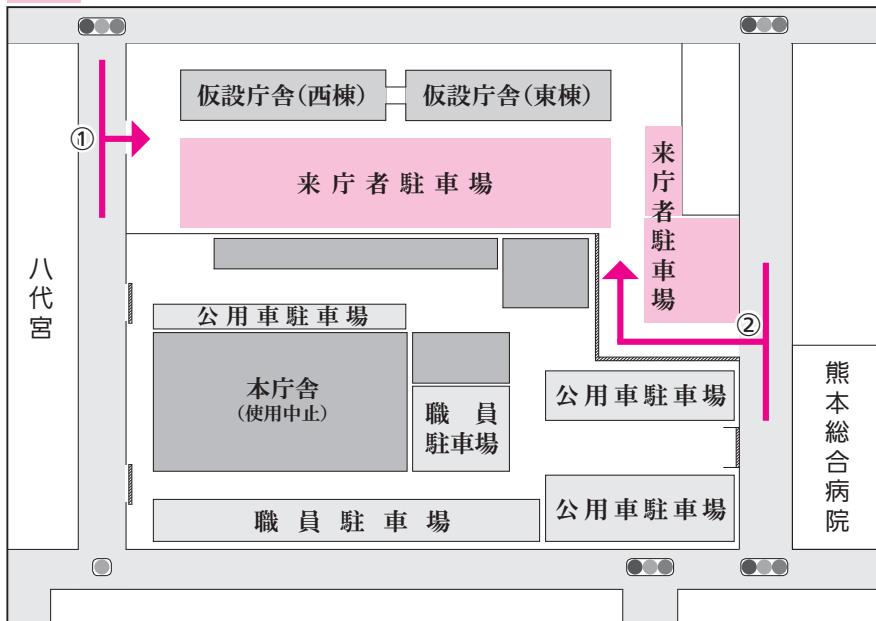 仮設庁舎(西棟)
仮設庁舎(東棟)
①
来庁者駐車場
来庁者駐車場
八代宮
公用車駐車場
②
本庁舎
(使用中止)
職員
駐車場
公用車駐車場
熊本総合病院
職員駐車場
公用車駐車場